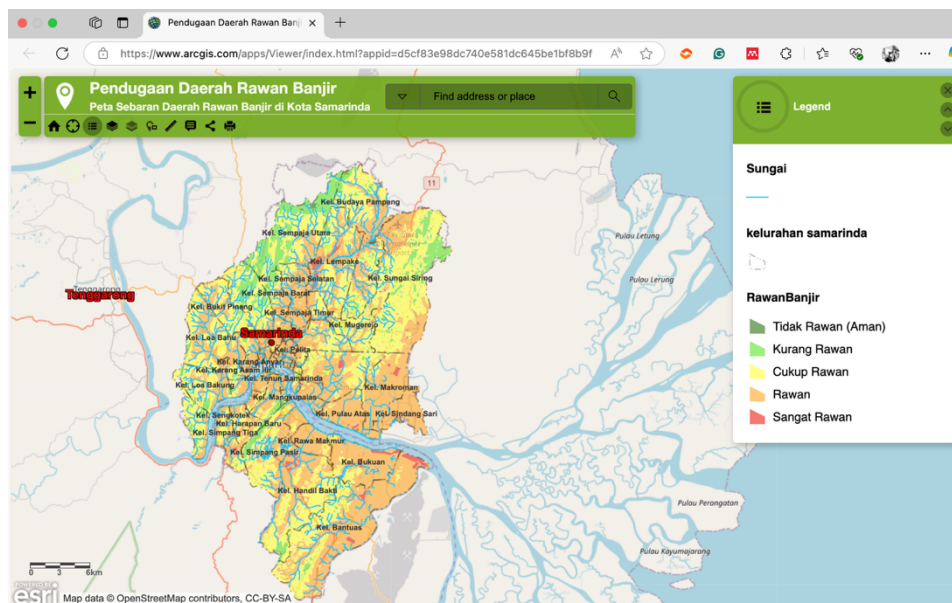 Pendugaan Daerah Rawan Banj
https://www.arcgis.com/apps/Viewer/index.html?appid=d5cf83e98dc740e581dc645be1bf8b9f
Pendugaan Daerah Rawan Banjir
Peta Sebaran Daerah Rawan Banjir di Kota Samarinda
Find address or place
Legend
Sungai
kelurahan samarinda
RawanBanjir
Tidak Rawan (Aman)
Kurang Rawan
Cukup Rawan
Rawan
Sangat Rawan
11
Kel. Budaya Pampang
Kel. Sempaja Utara
Kel. Lempake
Kel. Sempaja Selatan
Kel. Sungai Siring
Kel. Sempaja Barat
Kel. Bukit Pinang
Kel. Sempaja Timur
Kel. Mugerejo
Tenggarong
Tenggarong
Samarinda
Kel. Loa Bahu
Kel. Pelita
Kel. Karang Anyar
Kel. Karang Asam Ilir
Kel. Tenun Samarinda
Kel. Loa Bakung
Kel. Makroman
Kel. Mangkupalas
Kel. Sengkotek
Kel. Pulau Atas
Kel. Sindang Sari
Kel. Harapan Baru
Kel. Simpang Tiga
Kel. Rawa Makmur
Kel. Simpang Pasir
Kel. Bukuan
Kel. Handil Bakti
Kel. Bantuas
Pulau Letung
Pulau Lerung
Pulau Perangatan
Pulau Kayumajarang
0 3 6km
POWERED BY
esri
Map data © OpenStreetMap contributors, CC-BY-SA